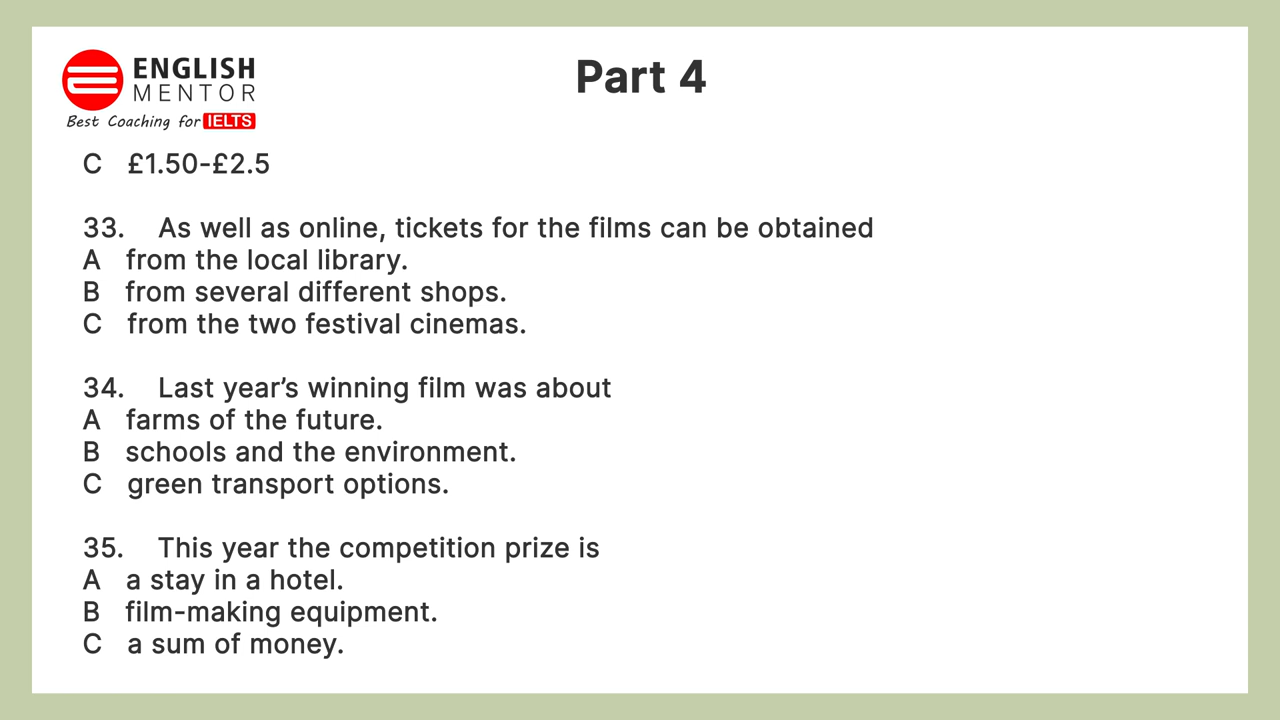 ENGLISH
MENTOR
Best Coaching for IELTS
Part 4
C £1.50-£2.5
33. As well as online, tickets for the films can be obtained
A from the local library.
B from several different shops.
C from the two festival cinemas.
34. Last year’s winning film was about
A farms of the future.
B schools and the environment.
C green transport options.
35. This year the competition prize is
A a stay in a hotel.
B film-making equipment.
C a sum of money.